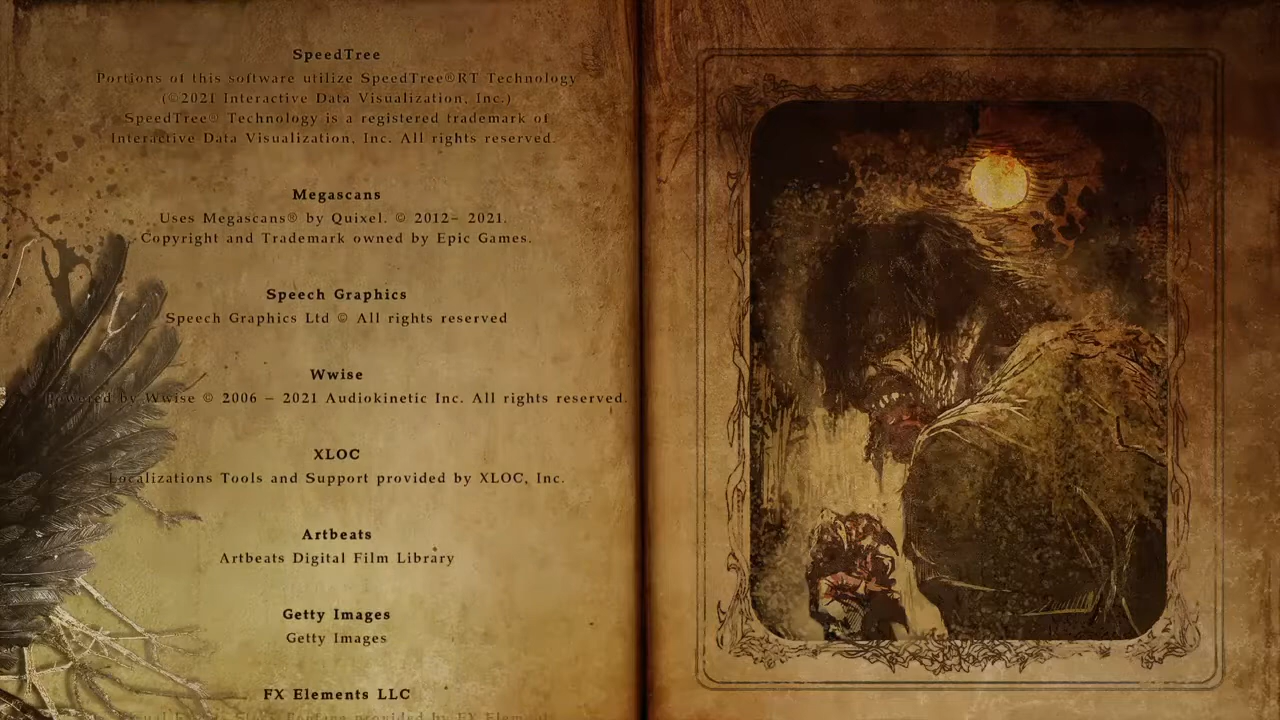 SpeedTree
Portions of this software utilize SpeedTree®RT Technology
(©2021 Interactive Data Visualization, Inc.)
SpeedTree® Technology is a registered trademark of
Interactive Data Visualization, Inc. All rights reserved.
Megascans
Uses Megascans® by Quixel. © 2012– 2021.
Copyright and Trademark owned by Epic Games.
Speech Graphics
Speech Graphics Ltd © All rights reserved
Wwise
Powered by Wwise © 2006 – 2021 Audiokinetic Inc. All rights reserved.
XLOC
Localizations Tools and Support provided by XLOC, Inc.
Artbeats
Artbeats Digital Film Library
Getty Images
Getty Images
FX Elements LLC
provided by FX